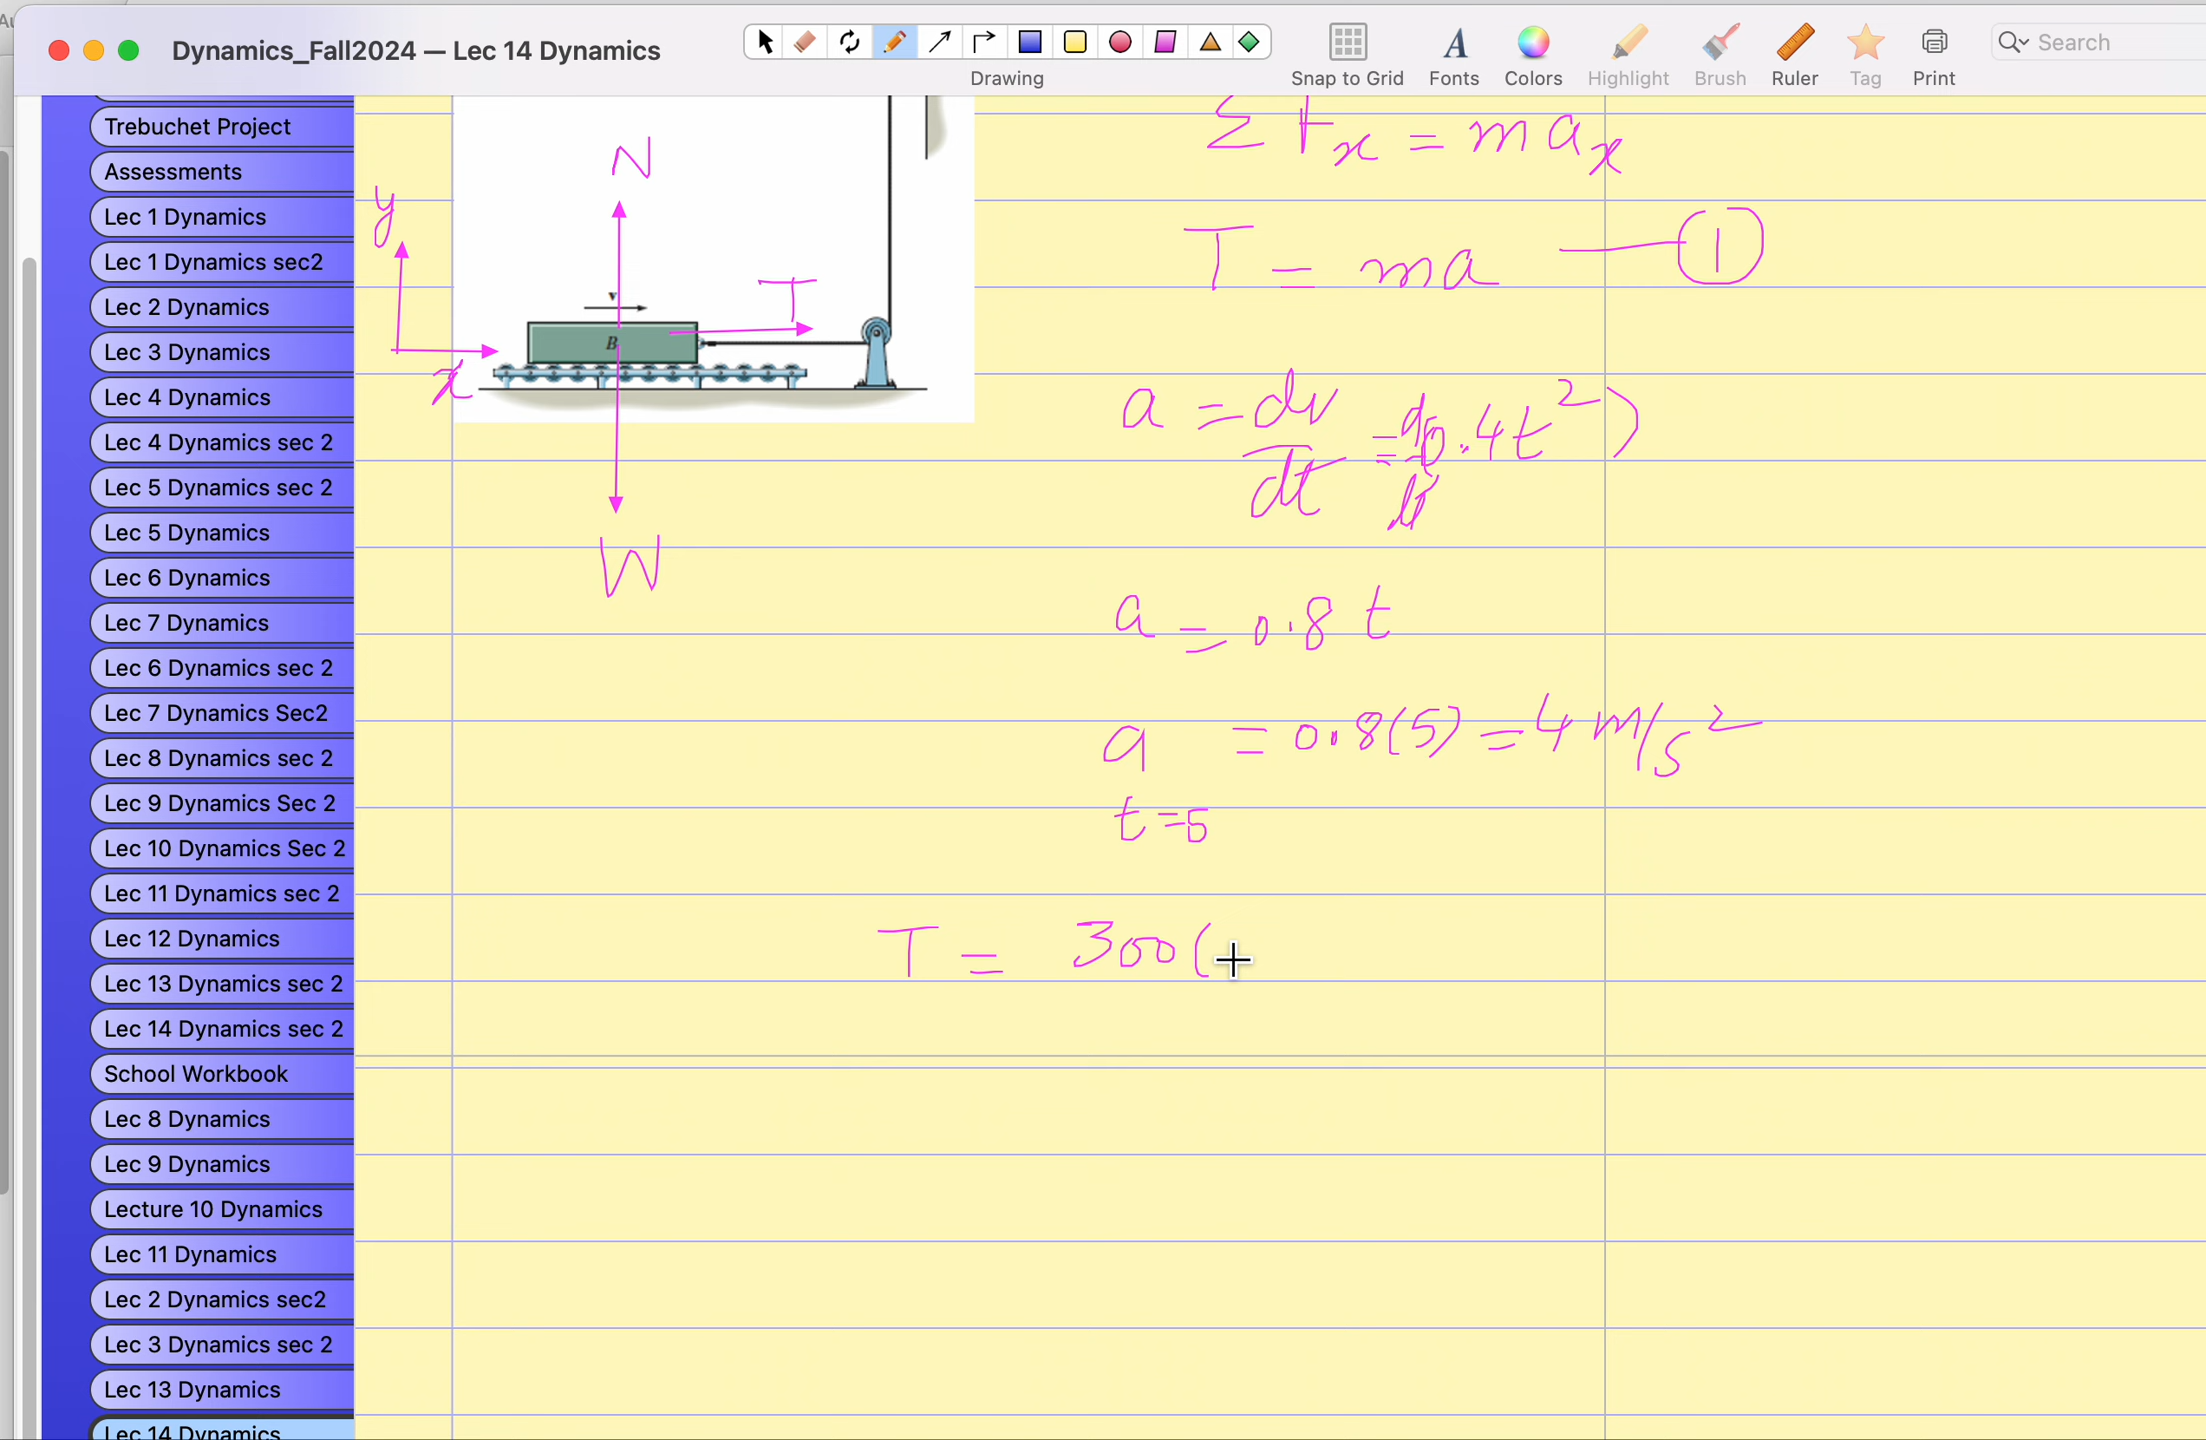 Dynamics_Fall2024 — Lec 14 Dynamics
Drawing
Snap to Grid
Fonts
Colors
Highlight
Brush
Ruler
Tag
Print
Search
Trebuchet Project
Assessments
Lec 1 Dynamics
Lec 1 Dynamics sec2
Lec 2 Dynamics
Lec 3 Dynamics
Lec 4 Dynamics
Lec 4 Dynamics sec 2
Lec 5 Dynamics sec 2
Lec 5 Dynamics
Lec 6 Dynamics
Lec 7 Dynamics
Lec 6 Dynamics sec 2
Lec 7 Dynamics Sec2
Lec 8 Dynamics sec 2
Lec 9 Dynamics Sec 2
Lec 10 Dynamics Sec 2
Lec 11 Dynamics sec 2
Lec 12 Dynamics
Lec 13 Dynamics sec 2
Lec 14 Dynamics sec 2
School Workbook
Lec 8 Dynamics
Lec 9 Dynamics
Lecture 10 Dynamics
Lec 11 Dynamics
Lec 2 Dynamics sec2
Lec 3 Dynamics sec 2
Lec 13 Dynamics
Lec 14 Dynamics
N
y
v
T
B
x
W
Σ Fx = m ax
T = ma — 1
a = dv/dt = d/dt 0.4t²)
a = 0.8 t
a = 0.8(5) = 4 m/s²
t=5
T = 300(